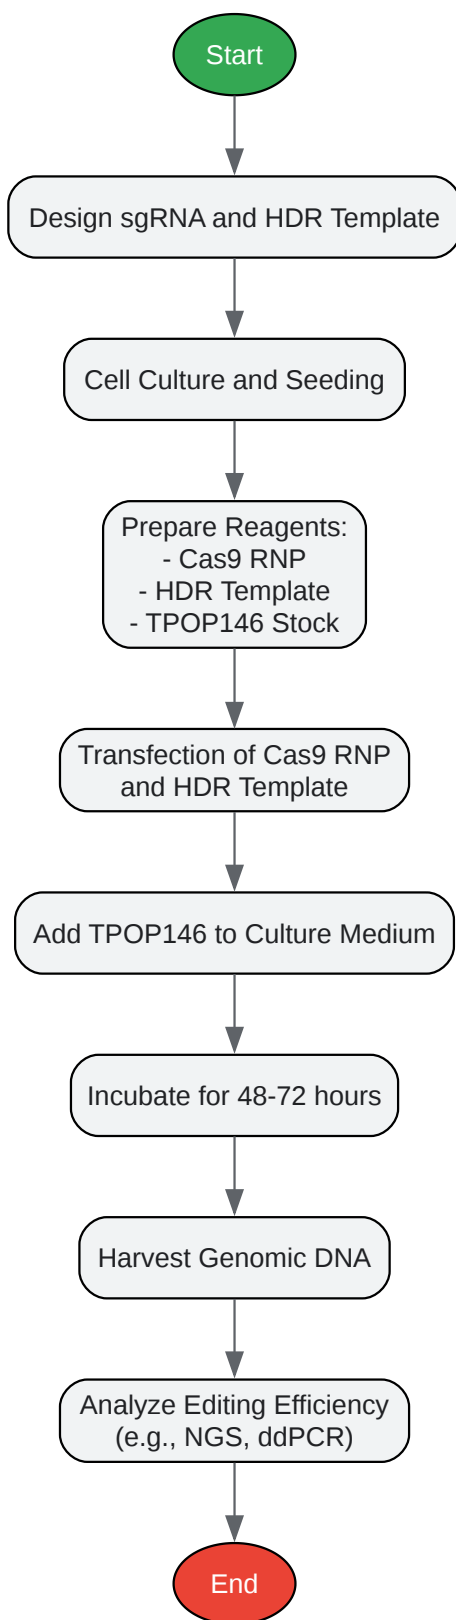 Start
Design sgRNA and HDR Template
Cell Culture and Seeding
Prepare Reagents:
- Cas9 RNP
- HDR Template
- TPOP146 Stock
Transfection of Cas9 RNP
and HDR Template
Add TPOP146 to Culture Medium
Incubate for 48-72 hours
Harvest Genomic DNA
Analyze Editing Efficiency
(e.g., NGS, ddPCR)
End